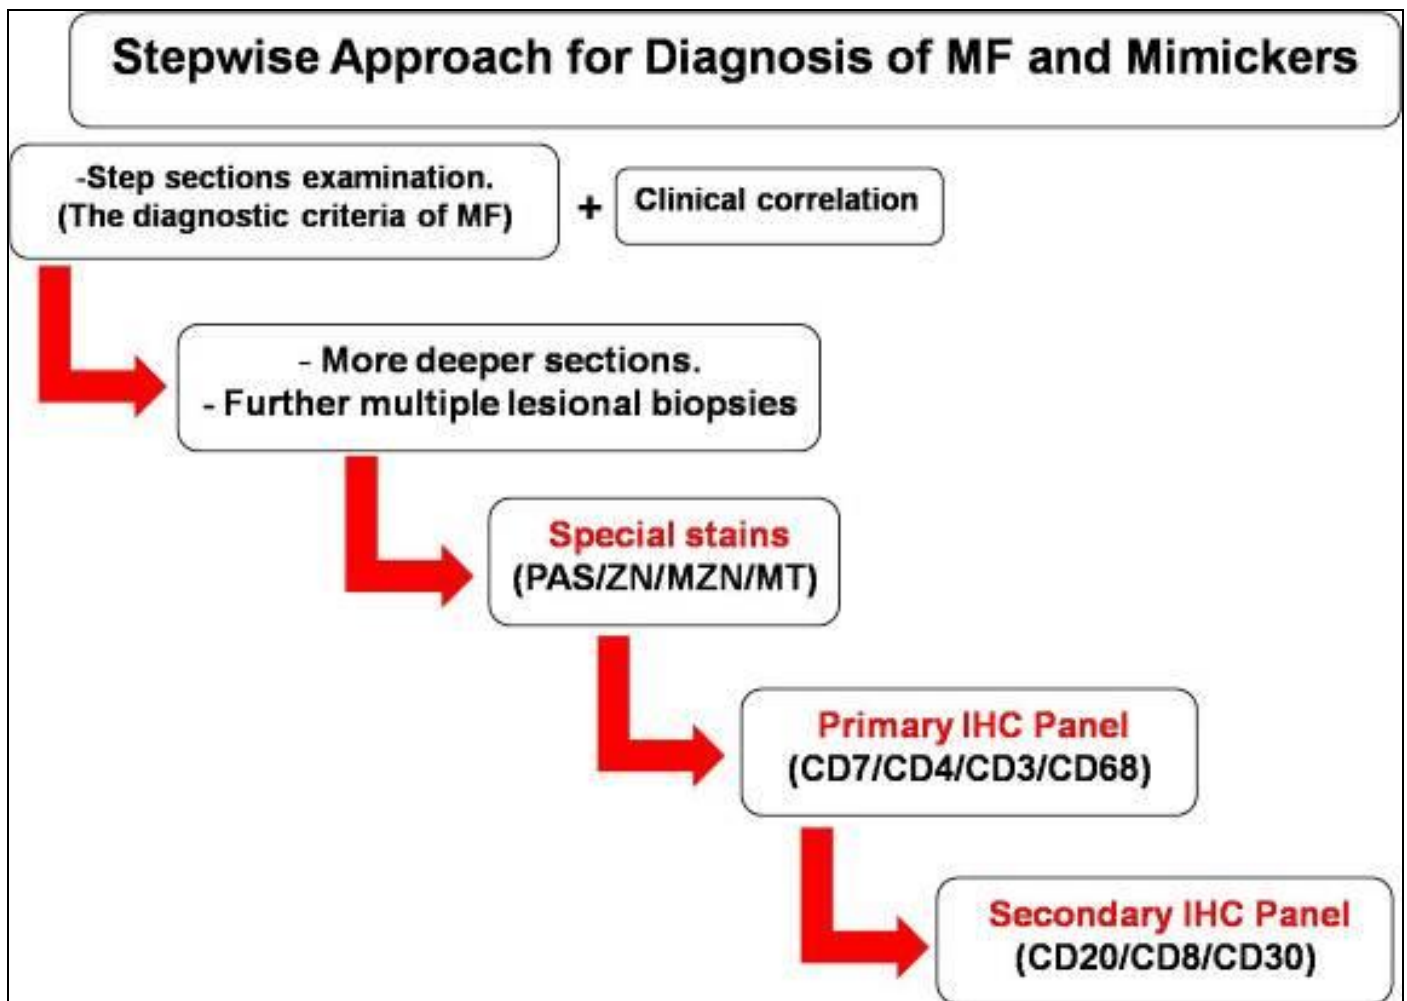 Stepwise Approach for Diagnosis of MF and Mimickers
-Step sections examination.
(The diagnostic criteria of MF)
+
Clinical correlation
- More deeper sections.
- Further multiple lesional biopsies
Special stains
(PAS/ZN/MZN/MT)
Primary IHC Panel
(CD7/CD4/CD3/CD68)
Secondary IHC Panel
(CD20/CD8/CD30)